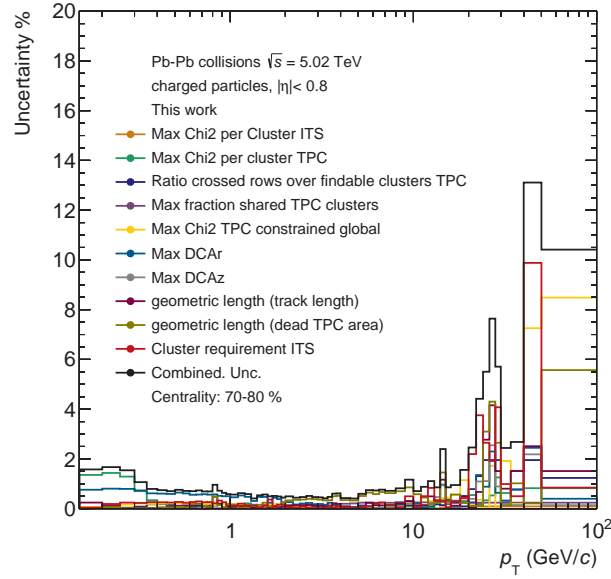 Uncertainty %
20
18
16
14
12
10
8
6
4
2
0
Pb-Pb collisions √s = 5.02 TeV
charged particles, |η|< 0.8
This work
Max Chi2 per Cluster ITS
Max Chi2 per cluster TPC
Ratio crossed rows over findable clusters TPC
Max fraction shared TPC clusters
Max Chi2 TPC constrained global
Max DCAr
Max DCAz
geometric length (track length)
geometric length (dead TPC area)
Cluster requirement ITS
Combined. Unc.
Centrality: 70-80 %
1 10 10²
p_T (GeV/c)